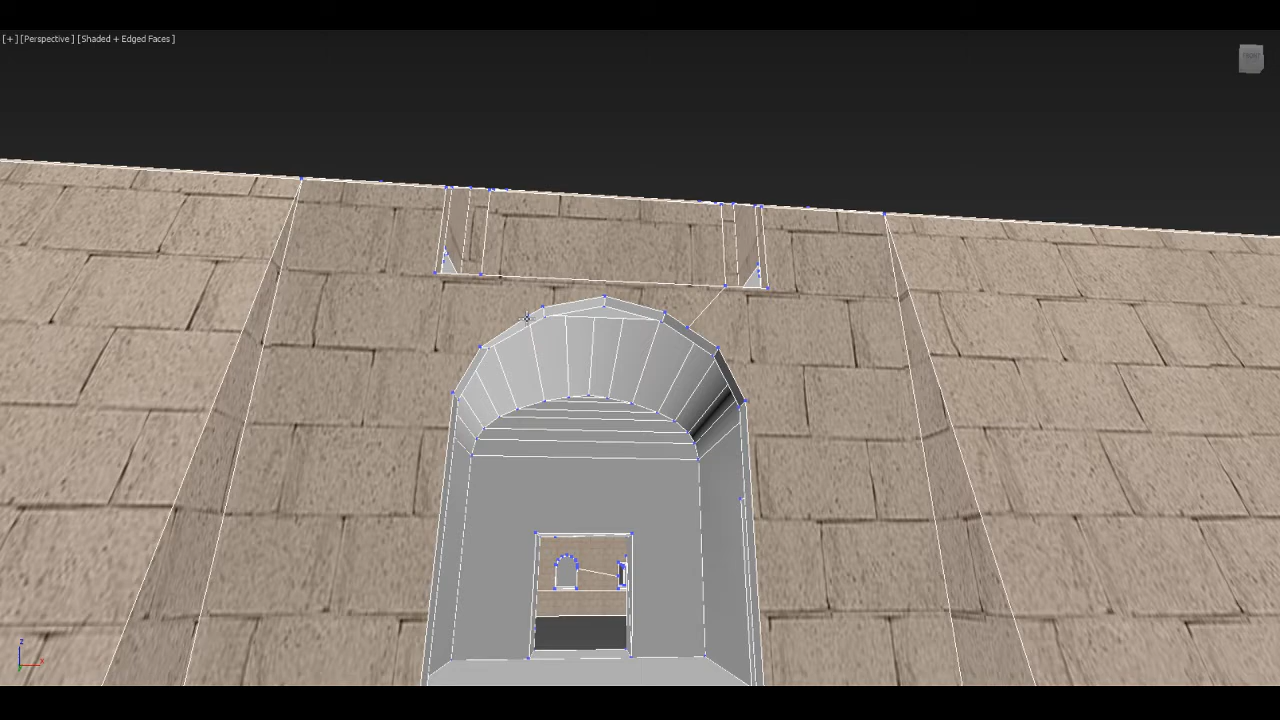 [+] [Perspective] [Shaded + Edged Faces]
z
x